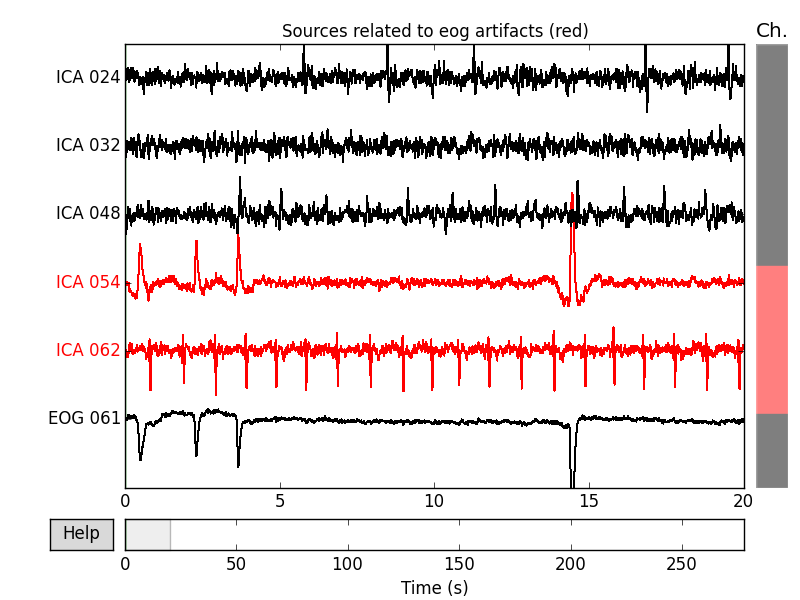 Sources related to eog artifacts (red)
Ch.
ICA 024
ICA 032
ICA 048
ICA 054
ICA 062
EOG 061
0 5 10 15 20
Help
0 50 100 150 200 250
Time (s)